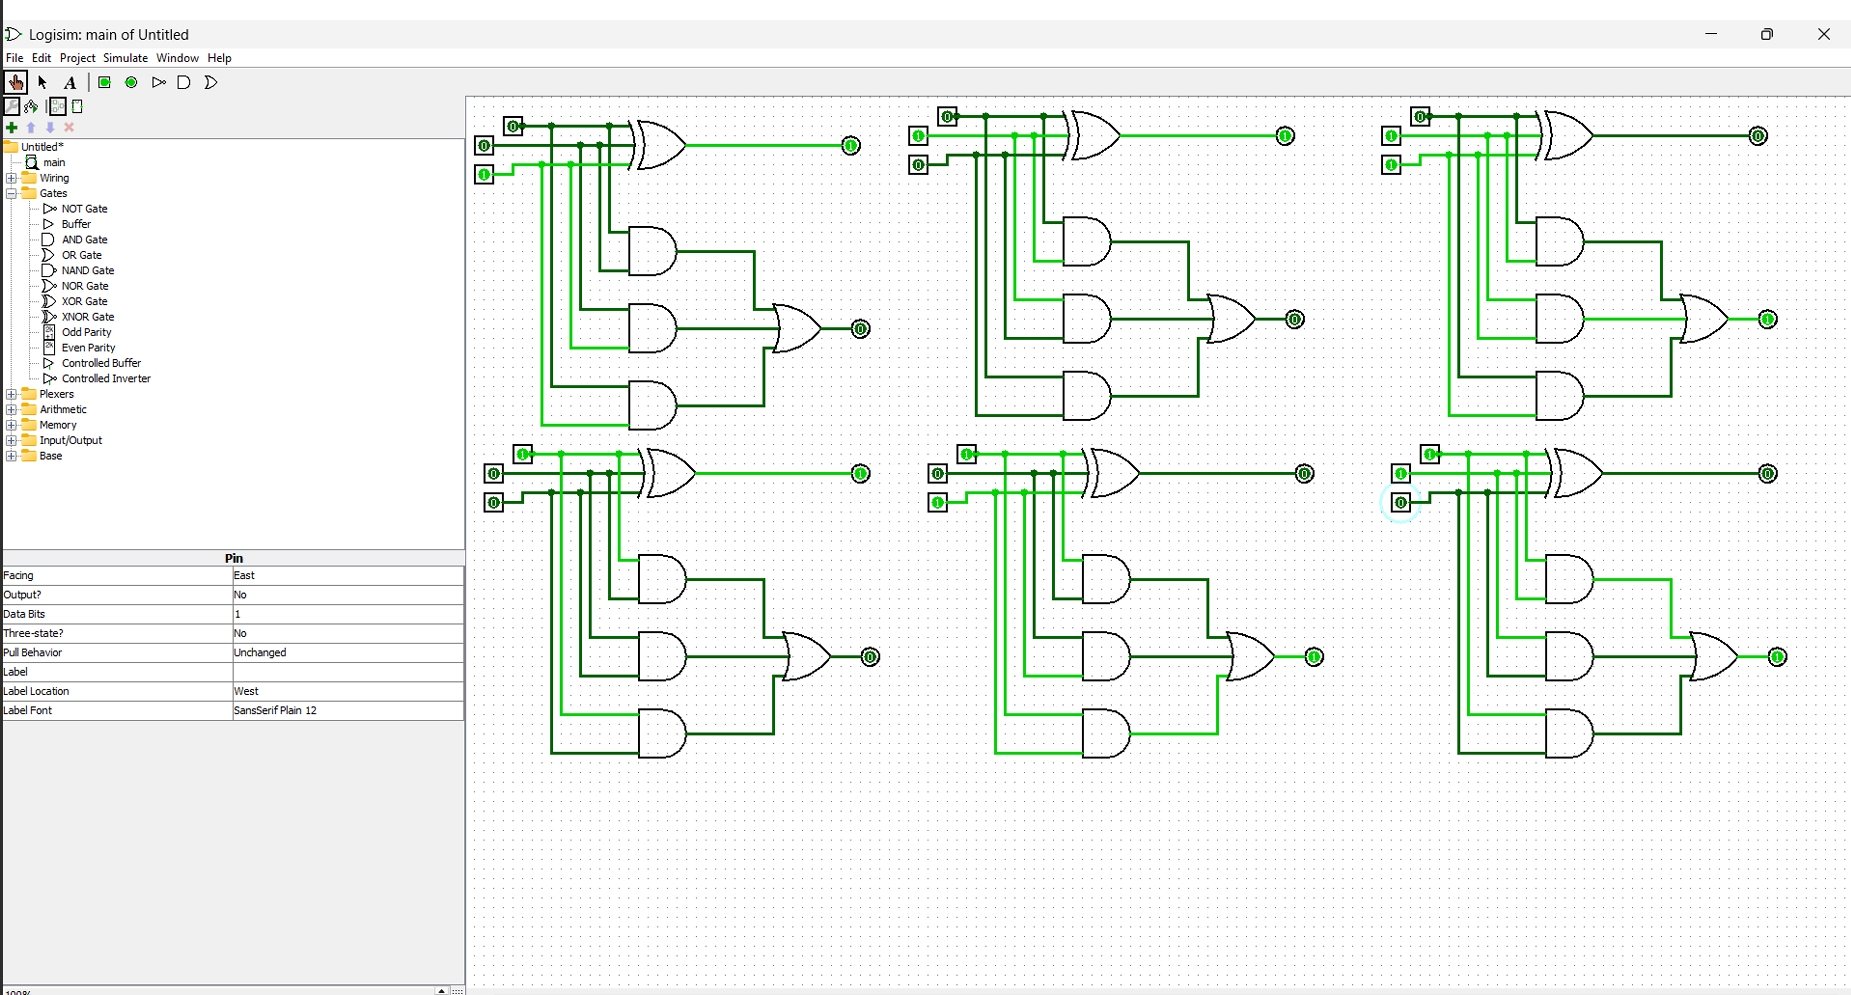 Logisim: main of Untitled
File Edit Project Simulate Window Help
A
Untitled*
main
Wiring
Gates
NOT Gate
Buffer
AND Gate
OR Gate
NAND Gate
NOR Gate
XOR Gate
XNOR Gate
Odd Parity
Even Parity
Controlled Buffer
Controlled Inverter
Plexers
Arithmetic
Memory
Input/Output
Base
Pin
Facing East
Output? No
Data Bits 1
Three-state? No
Pull Behavior Unchanged
Label
Label Location West
Label Font SansSerif Plain 12
100%
0 0 1 1 0
0 1 0 1 0
0 1 1 0 1
1 0 0 1 0
1 0 1 0 1
1 1 0 0 1